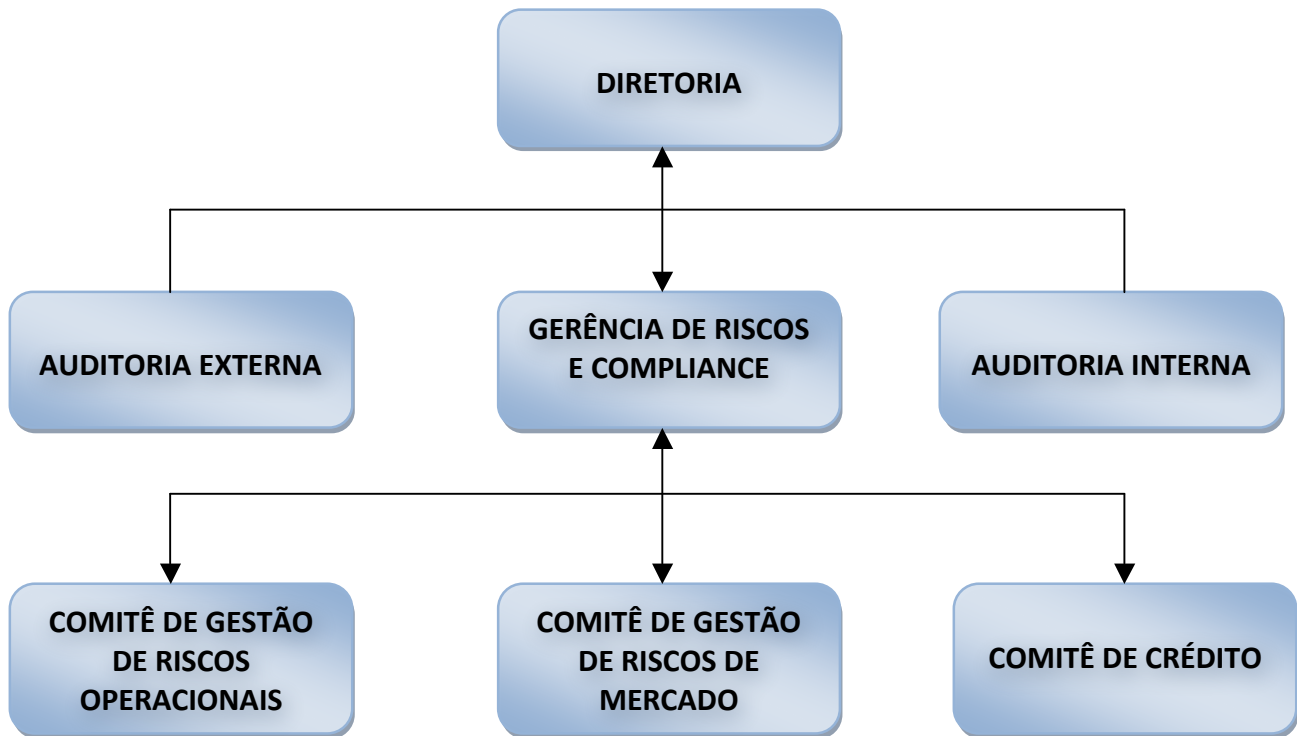 DIRETORIA
AUDITORIA EXTERNA
GERÊNCIA DE RISCOS
E COMPLIANCE
AUDITORIA INTERNA
COMITÊ DE GESTÃO
DE RISCOS
OPERACIONAIS
COMITÊ DE GESTÃO
DE RISCOS DE
MERCADO
COMITÊ DE CRÉDITO